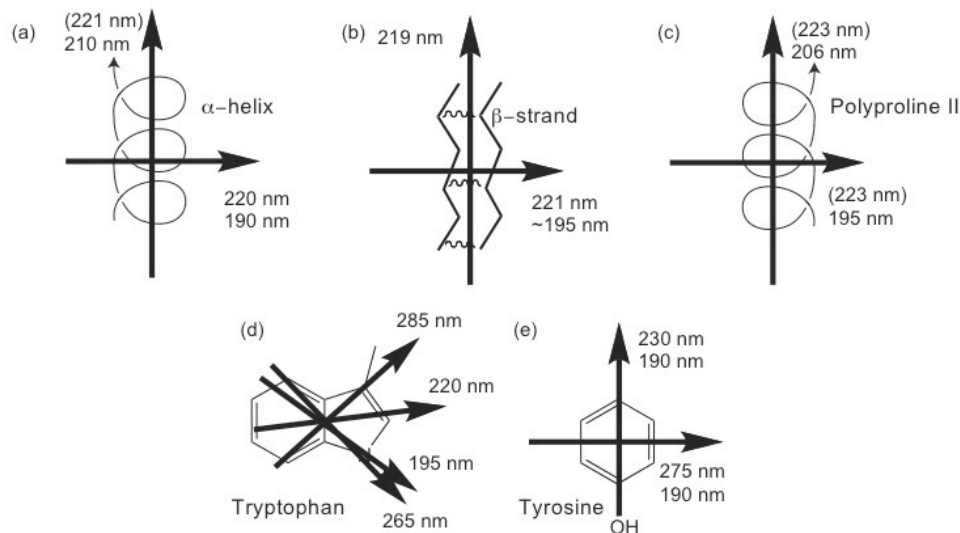 (a)
(221 nm)
210 nm
α–helix
220 nm
190 nm
(b)
219 nm
β–strand
221 nm
~195 nm
(c)
(223 nm)
206 nm
Polyproline II
(223 nm)
195 nm
(d)
285 nm
220 nm
195 nm
265 nm
Tryptophan
(e)
230 nm
190 nm
275 nm
190 nm
Tyrosine
OH